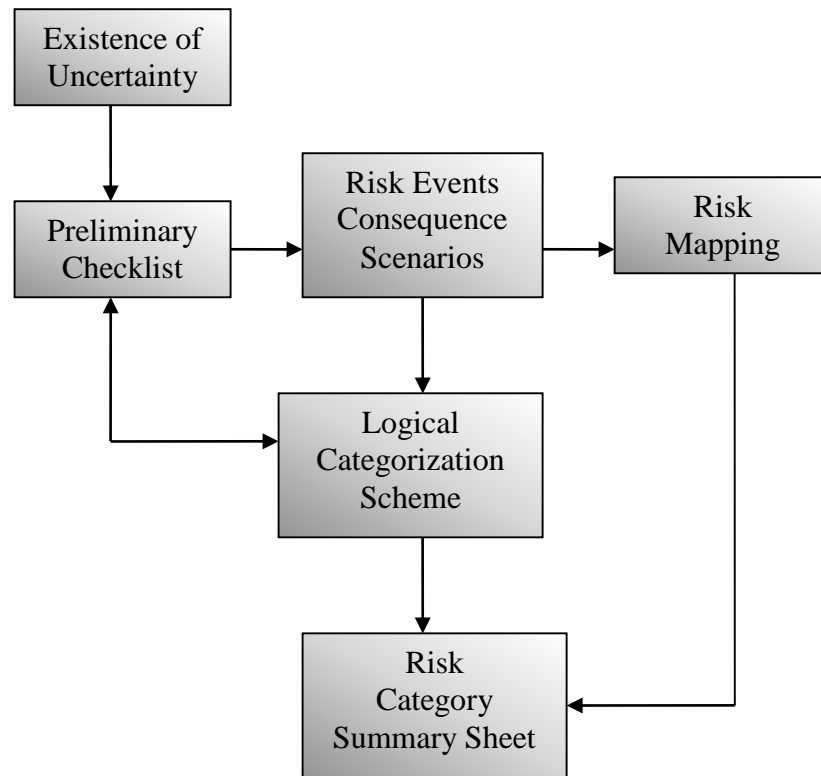 Existence of
Uncertainty
Preliminary
Checklist
Risk Events
Consequence
Scenarios
Risk
Mapping
Logical
Categorization
Scheme
Risk
Category
Summary Sheet